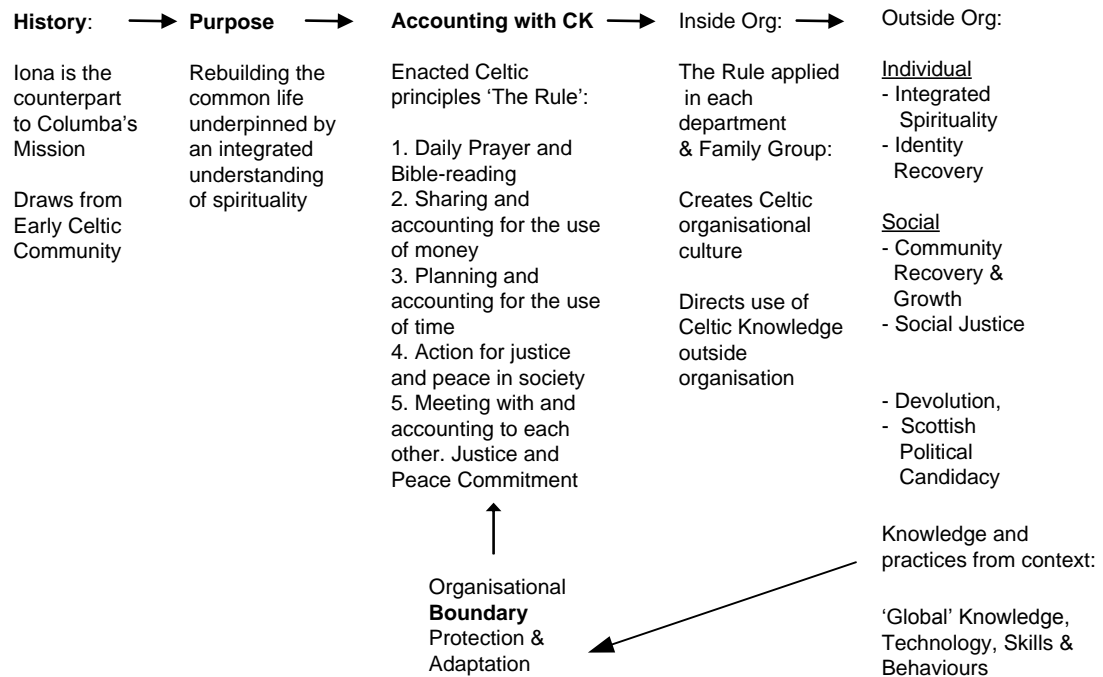 History:
Iona is the
counterpart
to Columba's
Mission
Draws from
Early Celtic
Community
Purpose
Rebuilding the
common life
underpinned by
an integrated
understanding
of spirituality
Accounting with CK
Enacted Celtic
principles ‘The Rule’:
1. Daily Prayer and
Bible-reading
2. Sharing and
accounting for the use
of money
3. Planning and
accounting for the use
of time
4. Action for justice
and peace in society
5. Meeting with and
accounting to each
other. Justice and
Peace Commitment
Organisational
Boundary
Protection &
Adaptation
Inside Org:
The Rule applied
in each
department
& Family Group:
Creates Celtic
organisational
culture
Directs use of
Celtic Knowledge
outside
organisation
Outside Org:
Individual
- Integrated
Spirituality
- Identity
Recovery
Social
- Community
Recovery &
Growth
- Social Justice
- Devolution,
- Scottish
Political
Candidacy
Knowledge and
practices from context:
‘Global’ Knowledge,
Technology, Skills &
Behaviours